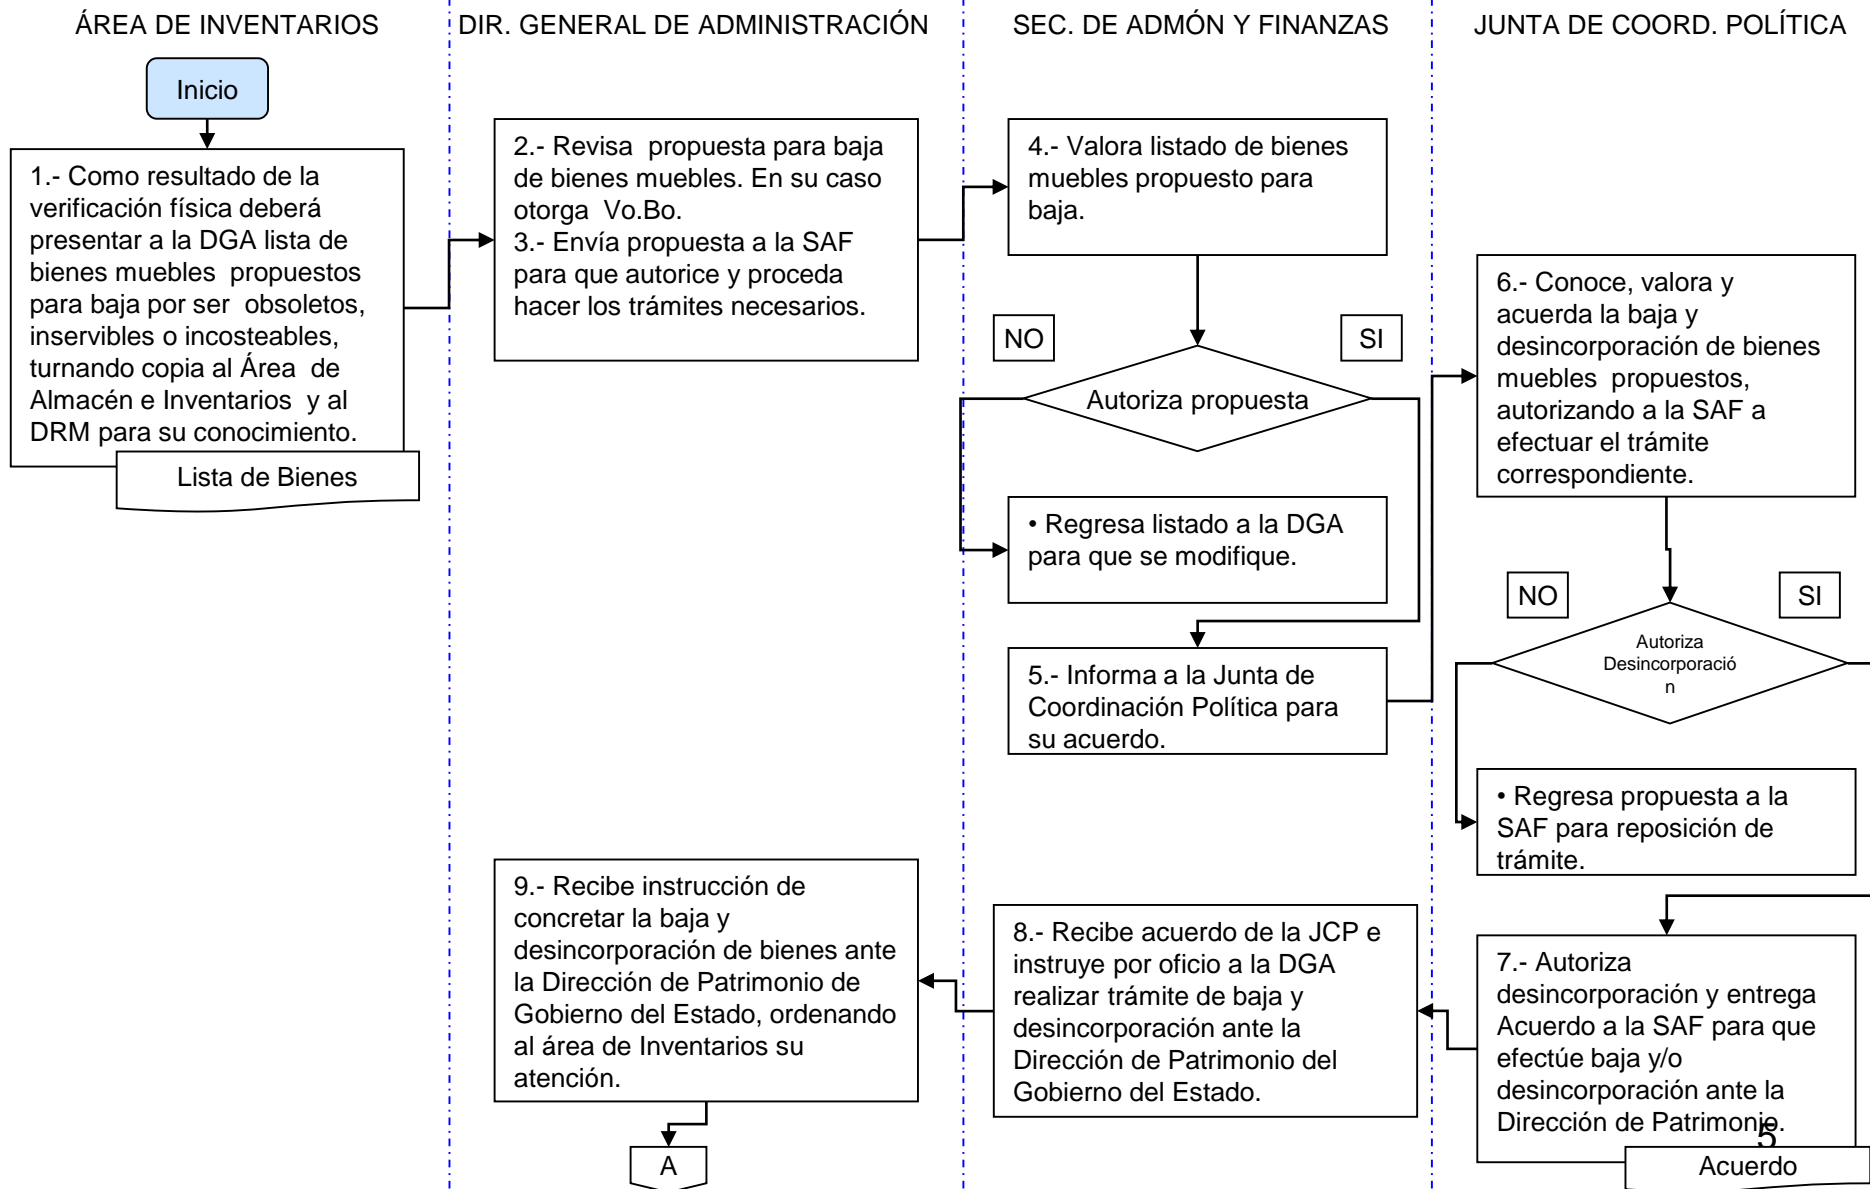 ÁREA DE INVENTARIOS
DIR. GENERAL DE ADMINISTRACIÓN
SEC. DE ADMÓN Y FINANZAS
JUNTA DE COORD. POLÍTICA
Inicio
1.- Como resultado de la
verificación física deberá
presentar a la DGA lista de
bienes muebles propuestos
para baja por ser obsoletos,
inservibles o incosteables,
turnando copia al Área de
Almacén e Inventarios y al
DRM para su conocimiento.
Lista de Bienes
2.- Revisa propuesta para baja
de bienes muebles. En su caso
otorga Vo.Bo.
3.- Envía propuesta a la SAF
para que autorice y proceda
hacer los trámites necesarios.
4.- Valora listado de bienes
muebles propuesto para
baja.
NO
SI
Autoriza propuesta
• Regresa listado a la DGA
para que se modifique.
5.- Informa a la Junta de
Coordinación Política para
su acuerdo.
6.- Conoce, valora y
acuerda la baja y
desincorporación de bienes
muebles propuestos,
autorizando a la SAF a
efectuar el trámite
correspondiente.
NO
SI
Autoriza
Desincorporació
n
• Regresa propuesta a la
SAF para reposición de
trámite.
7.- Autoriza
desincorporación y entrega
Acuerdo a la SAF para que
efectúe baja y/o
desincorporación ante la
Dirección de Patrimonio.
5
Acuerdo
8.- Recibe acuerdo de la JCP e
instruye por oficio a la DGA
realizar trámite de baja y
desincorporación ante la
Dirección de Patrimonio del
Gobierno del Estado.
9.- Recibe instrucción de
concretar la baja y
desincorporación de bienes ante
la Dirección de Patrimonio de
Gobierno del Estado, ordenando
al área de Inventarios su
atención.
A